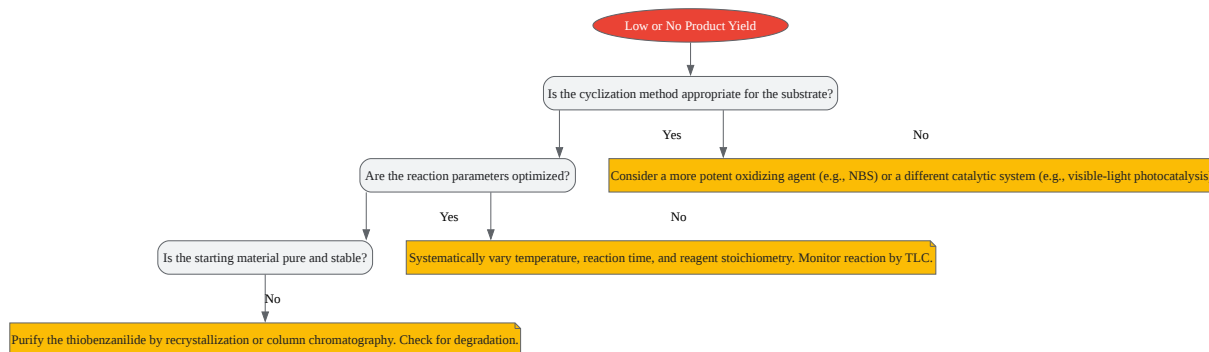 Low or No Product Yield
Is the cyclization method appropriate for the substrate?
Yes
No
Are the reaction parameters optimized?
Consider a more potent oxidizing agent (e.g., NBS) or a different catalytic system (e.g., visible-light photocatalysis
Yes
No
Is the starting material pure and stable?
Systematically vary temperature, reaction time, and reagent stoichiometry. Monitor reaction by TLC.
No
Purify the thiobenzanilide by recrystallization or column chromatography. Check for degradation.